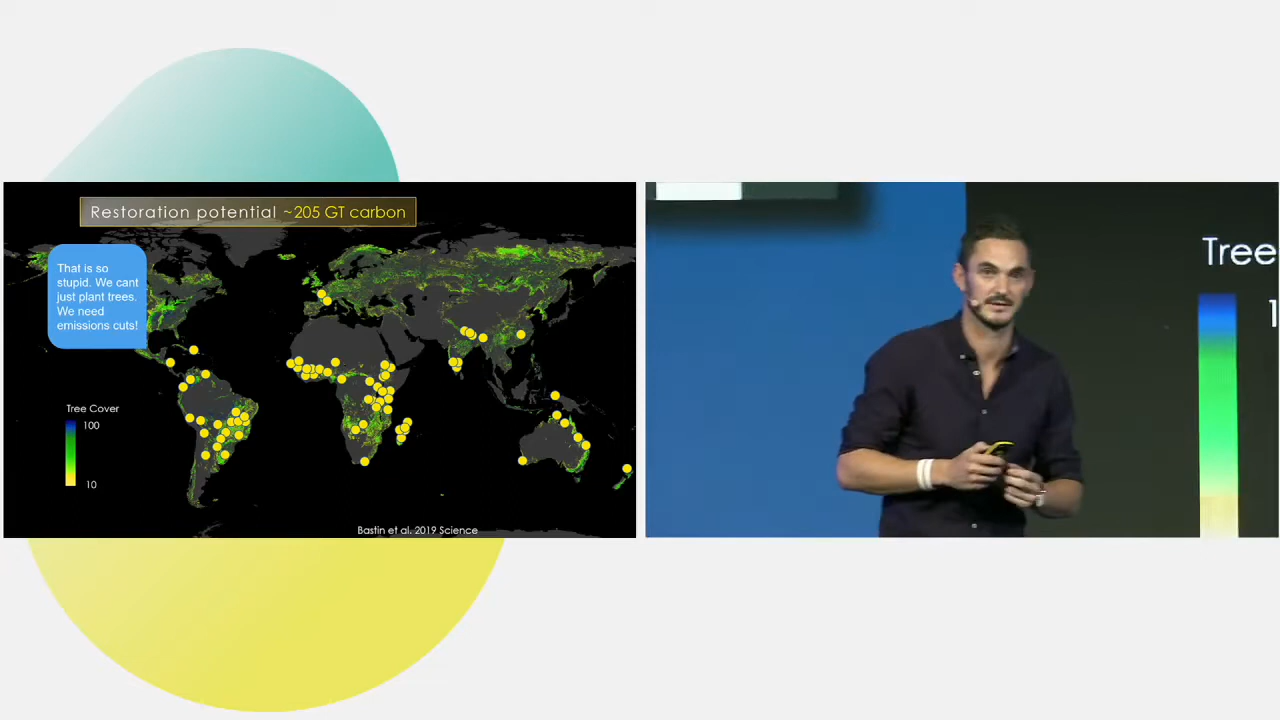 Restoration potential ~205 GT carbon
That is so
stupid. We cant
just plant trees.
We need
emissions cuts!
Tree Cover
100
10
Bastin et al. 2019 Science
Tree
1